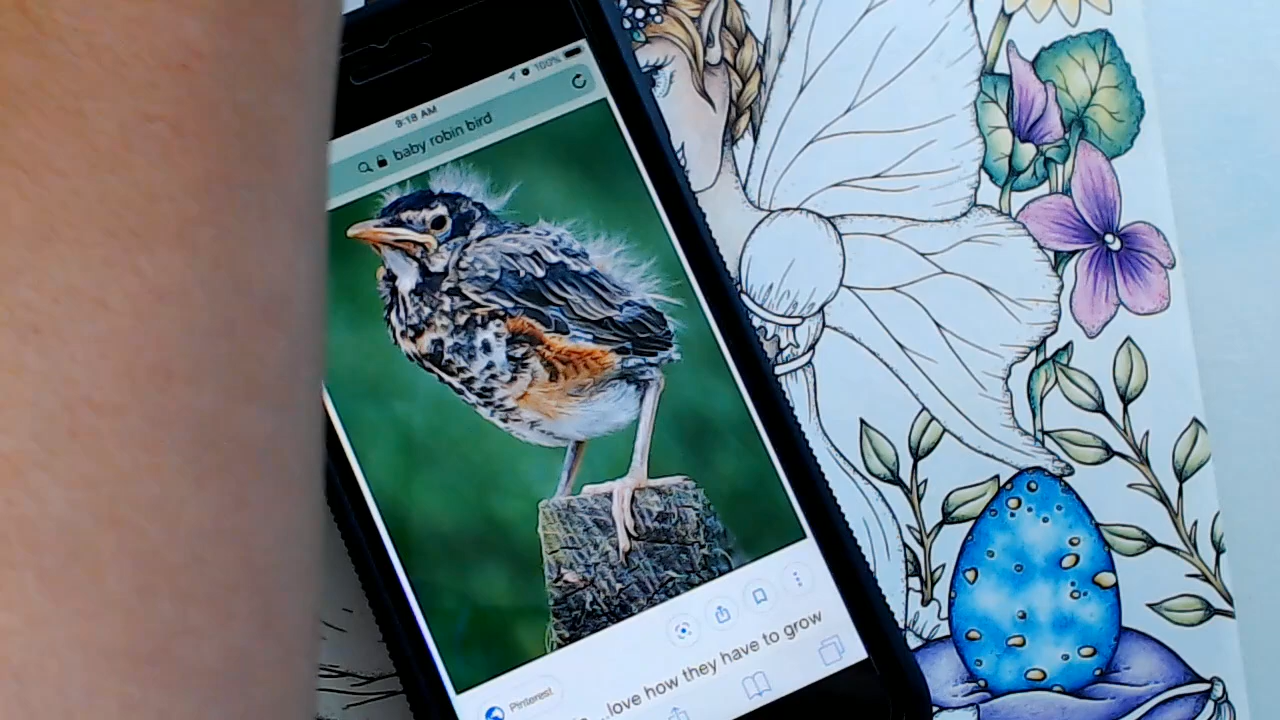 9:18 AM
100%
baby robin bird
Pinterest
...love how they have to grow